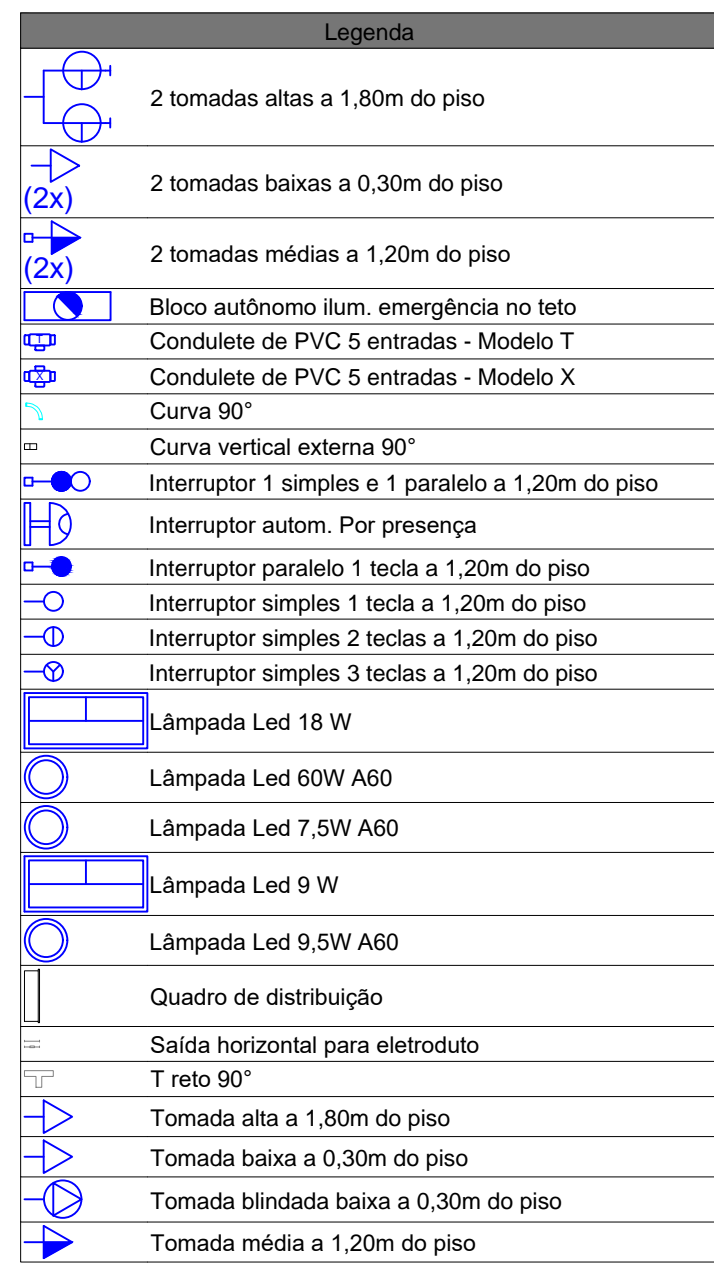 Legenda
2 tomadas altas a 1,80m do piso
2 tomadas baixas a 0,30m do piso
(2x)
2 tomadas médias a 1,20m do piso
(2x)
Bloco autônomo ilum. emergência no teto
T
Condulete de PVC 5 entradas - Modelo T
X
Condulete de PVC 5 entradas - Modelo X
Curva 90°
Curva vertical externa 90°
Interruptor 1 simples e 1 paralelo a 1,20m do piso
Interruptor autom. Por presença
Interruptor paralelo 1 tecla a 1,20m do piso
Interruptor simples 1 tecla a 1,20m do piso
Interruptor simples 2 teclas a 1,20m do piso
Interruptor simples 3 teclas a 1,20m do piso
Lâmpada Led 18 W
Lâmpada Led 60W A60
Lâmpada Led 7,5W A60
Lâmpada Led 9 W
Lâmpada Led 9,5W A60
Quadro de distribuição
Saída horizontal para eletroduto
T reto 90°
Tomada alta a 1,80m do piso
Tomada baixa a 0,30m do piso
Tomada blindada baixa a 0,30m do piso
Tomada média a 1,20m do piso